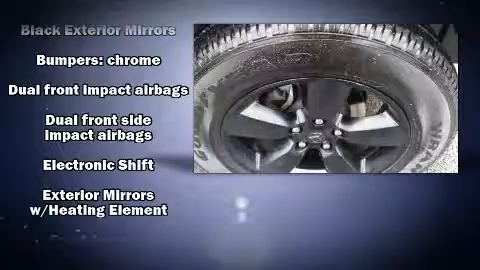 Black Exterior Mirrors
Bumpers: chrome
Dual front impact airbags
Dual front side
impact airbags
Electronic Shift
Exterior Mirrors
w/Heating Element
WRAN